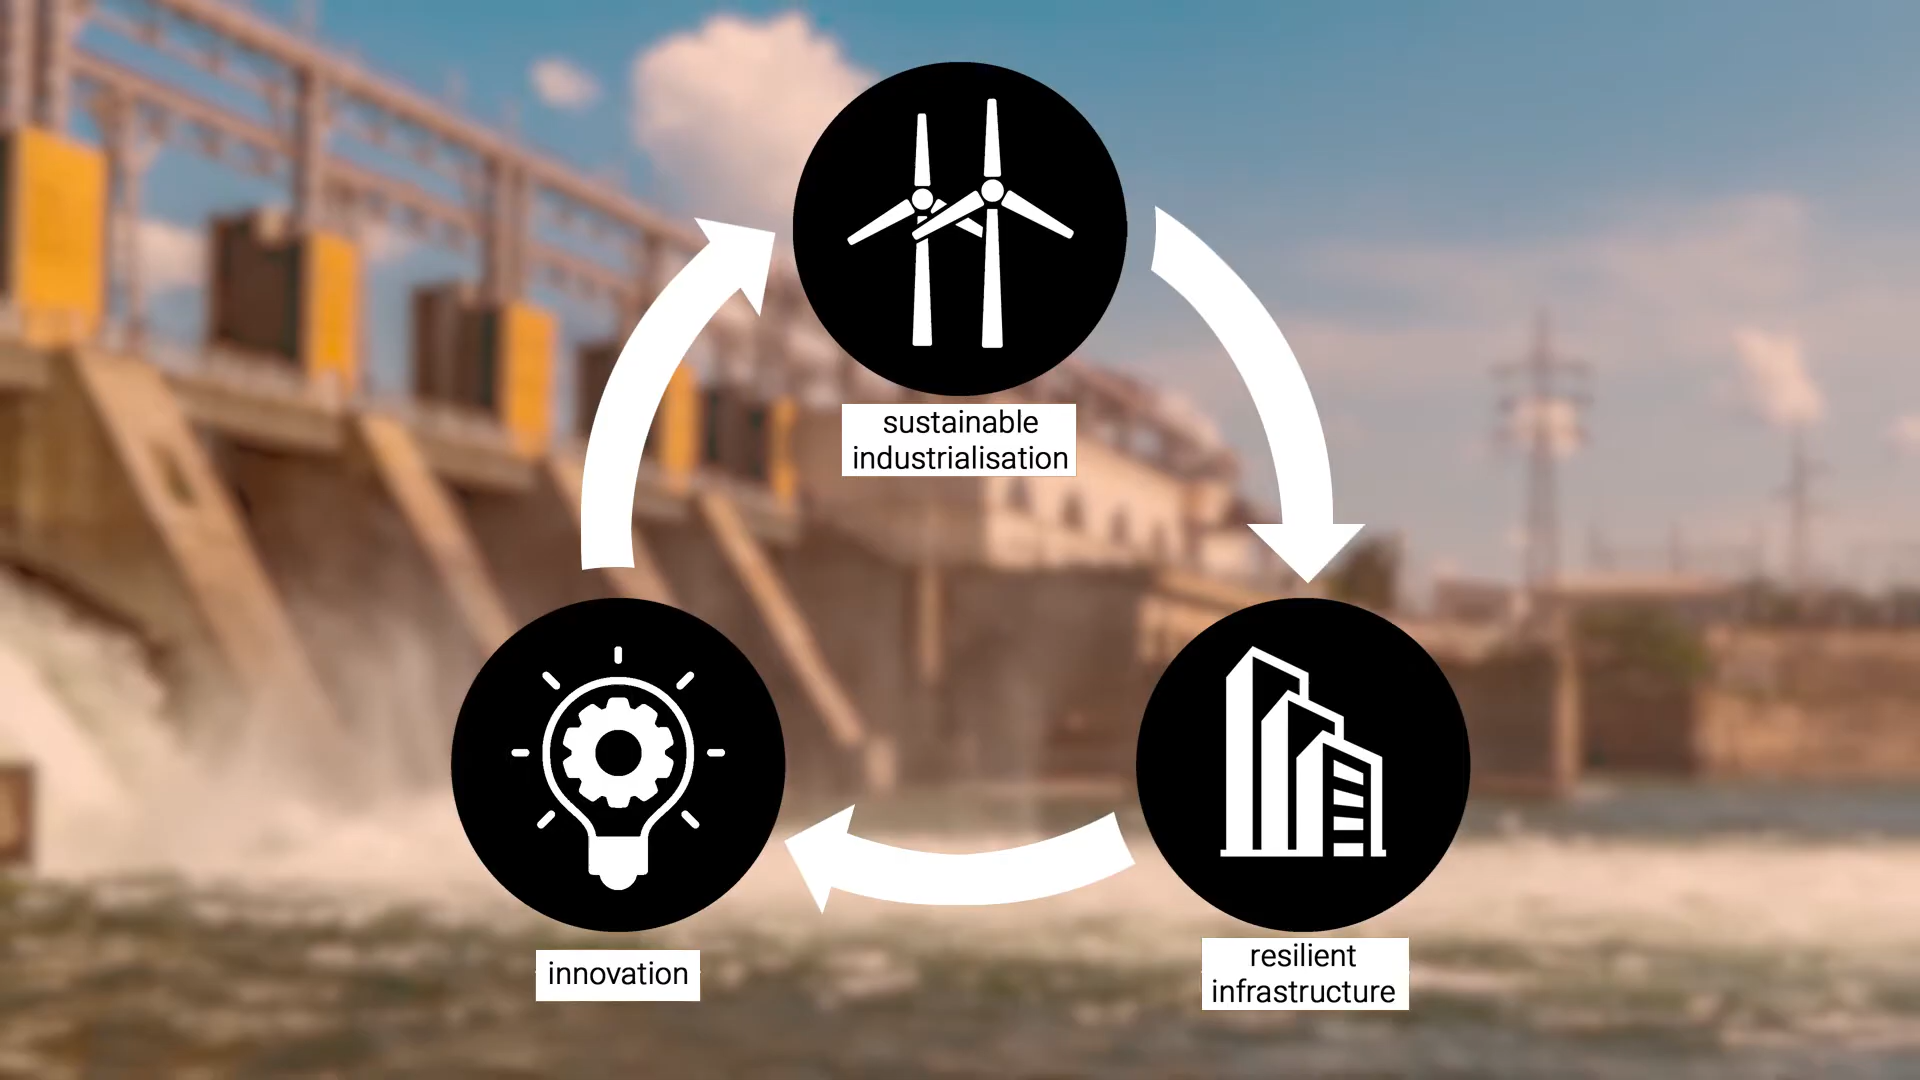 sustainable
industrialisation
innovation
resilient
infrastructure